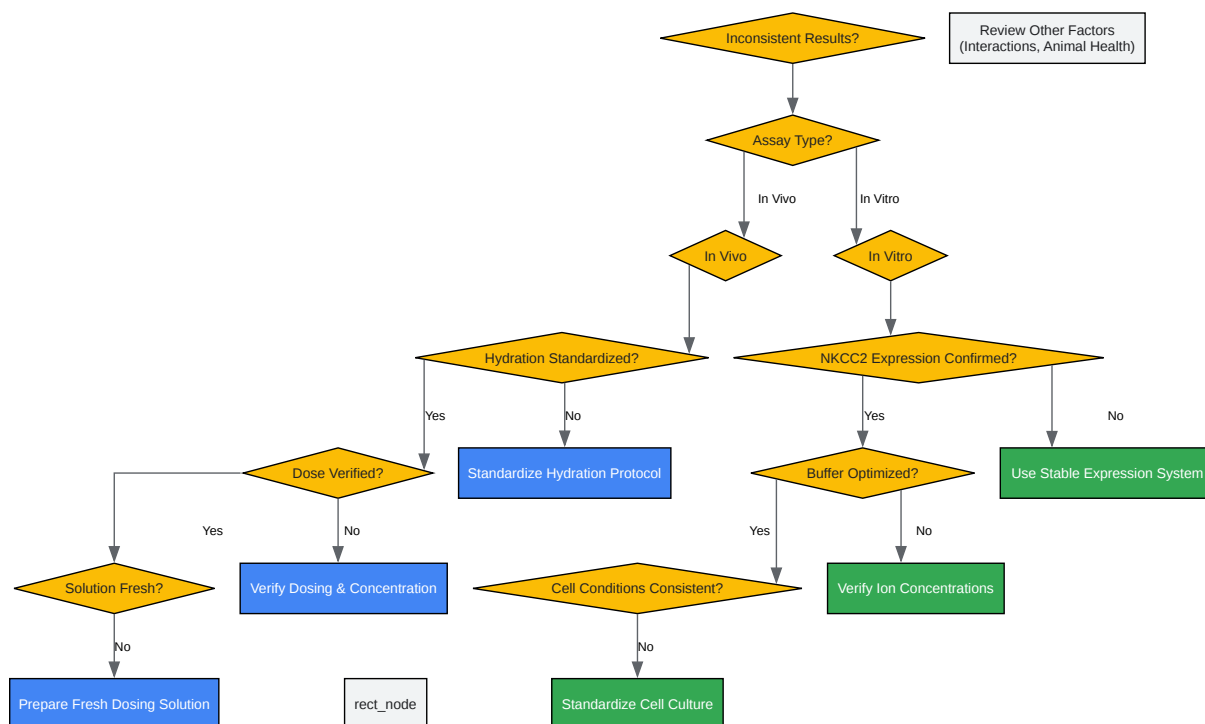 Inconsistent Results?
Review Other Factors
(Interactions, Animal Health)
Assay Type?
In Vivo
In Vitro
In Vivo
In Vitro
Hydration Standardized?
NKCC2 Expression Confirmed?
Yes
No
Yes
No
Dose Verified?
Standardize Hydration Protocol
Buffer Optimized?
Use Stable Expression System
Yes
No
Yes
No
Solution Fresh?
Verify Dosing & Concentration
Cell Conditions Consistent?
Verify Ion Concentrations
No
No
Prepare Fresh Dosing Solution
rect_node
Standardize Cell Culture